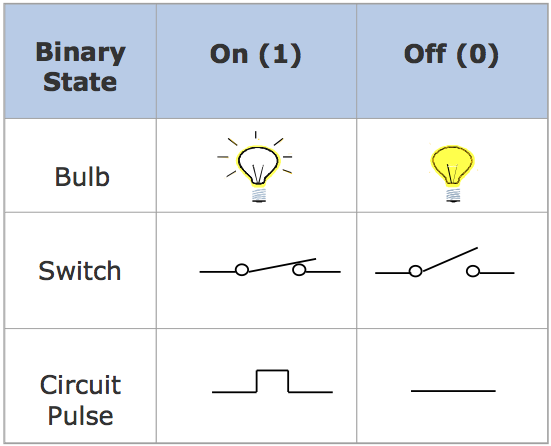 Binary State
On (1)
Off (0)
Bulb
Switch
Circuit
Pulse